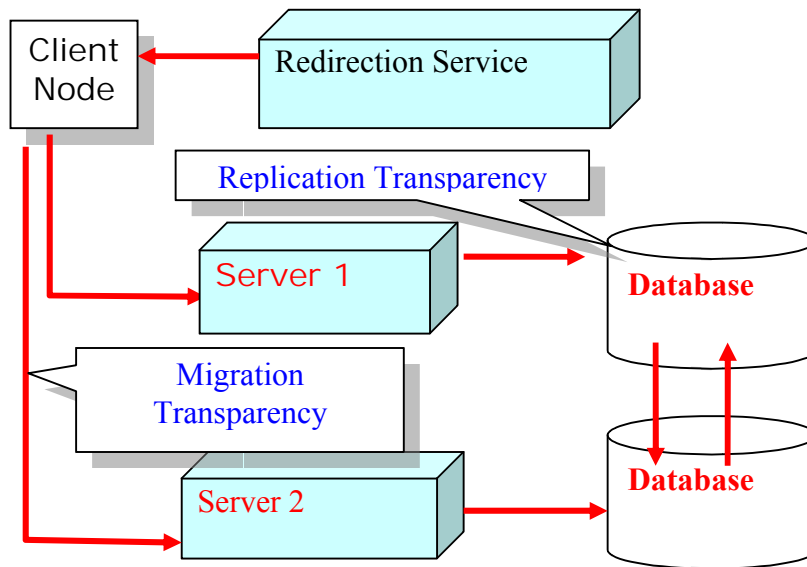 Client
Node
Redirection Service
Replication Transparency
Server 1
Database
Migration
Transparency
Server 2
Database